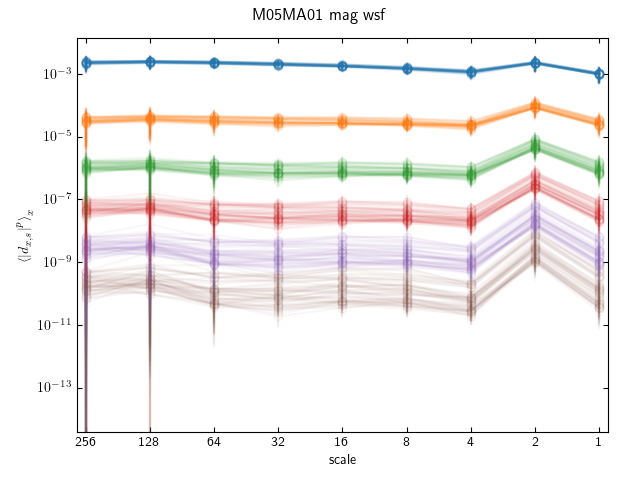 M05MA01 mag wsf
⟨|d_{x,s}|^p⟩_x
10^{-3}
10^{-5}
10^{-7}
10^{-9}
10^{-11}
10^{-13}
256 128 64 32 16 8 4 2 1
scale